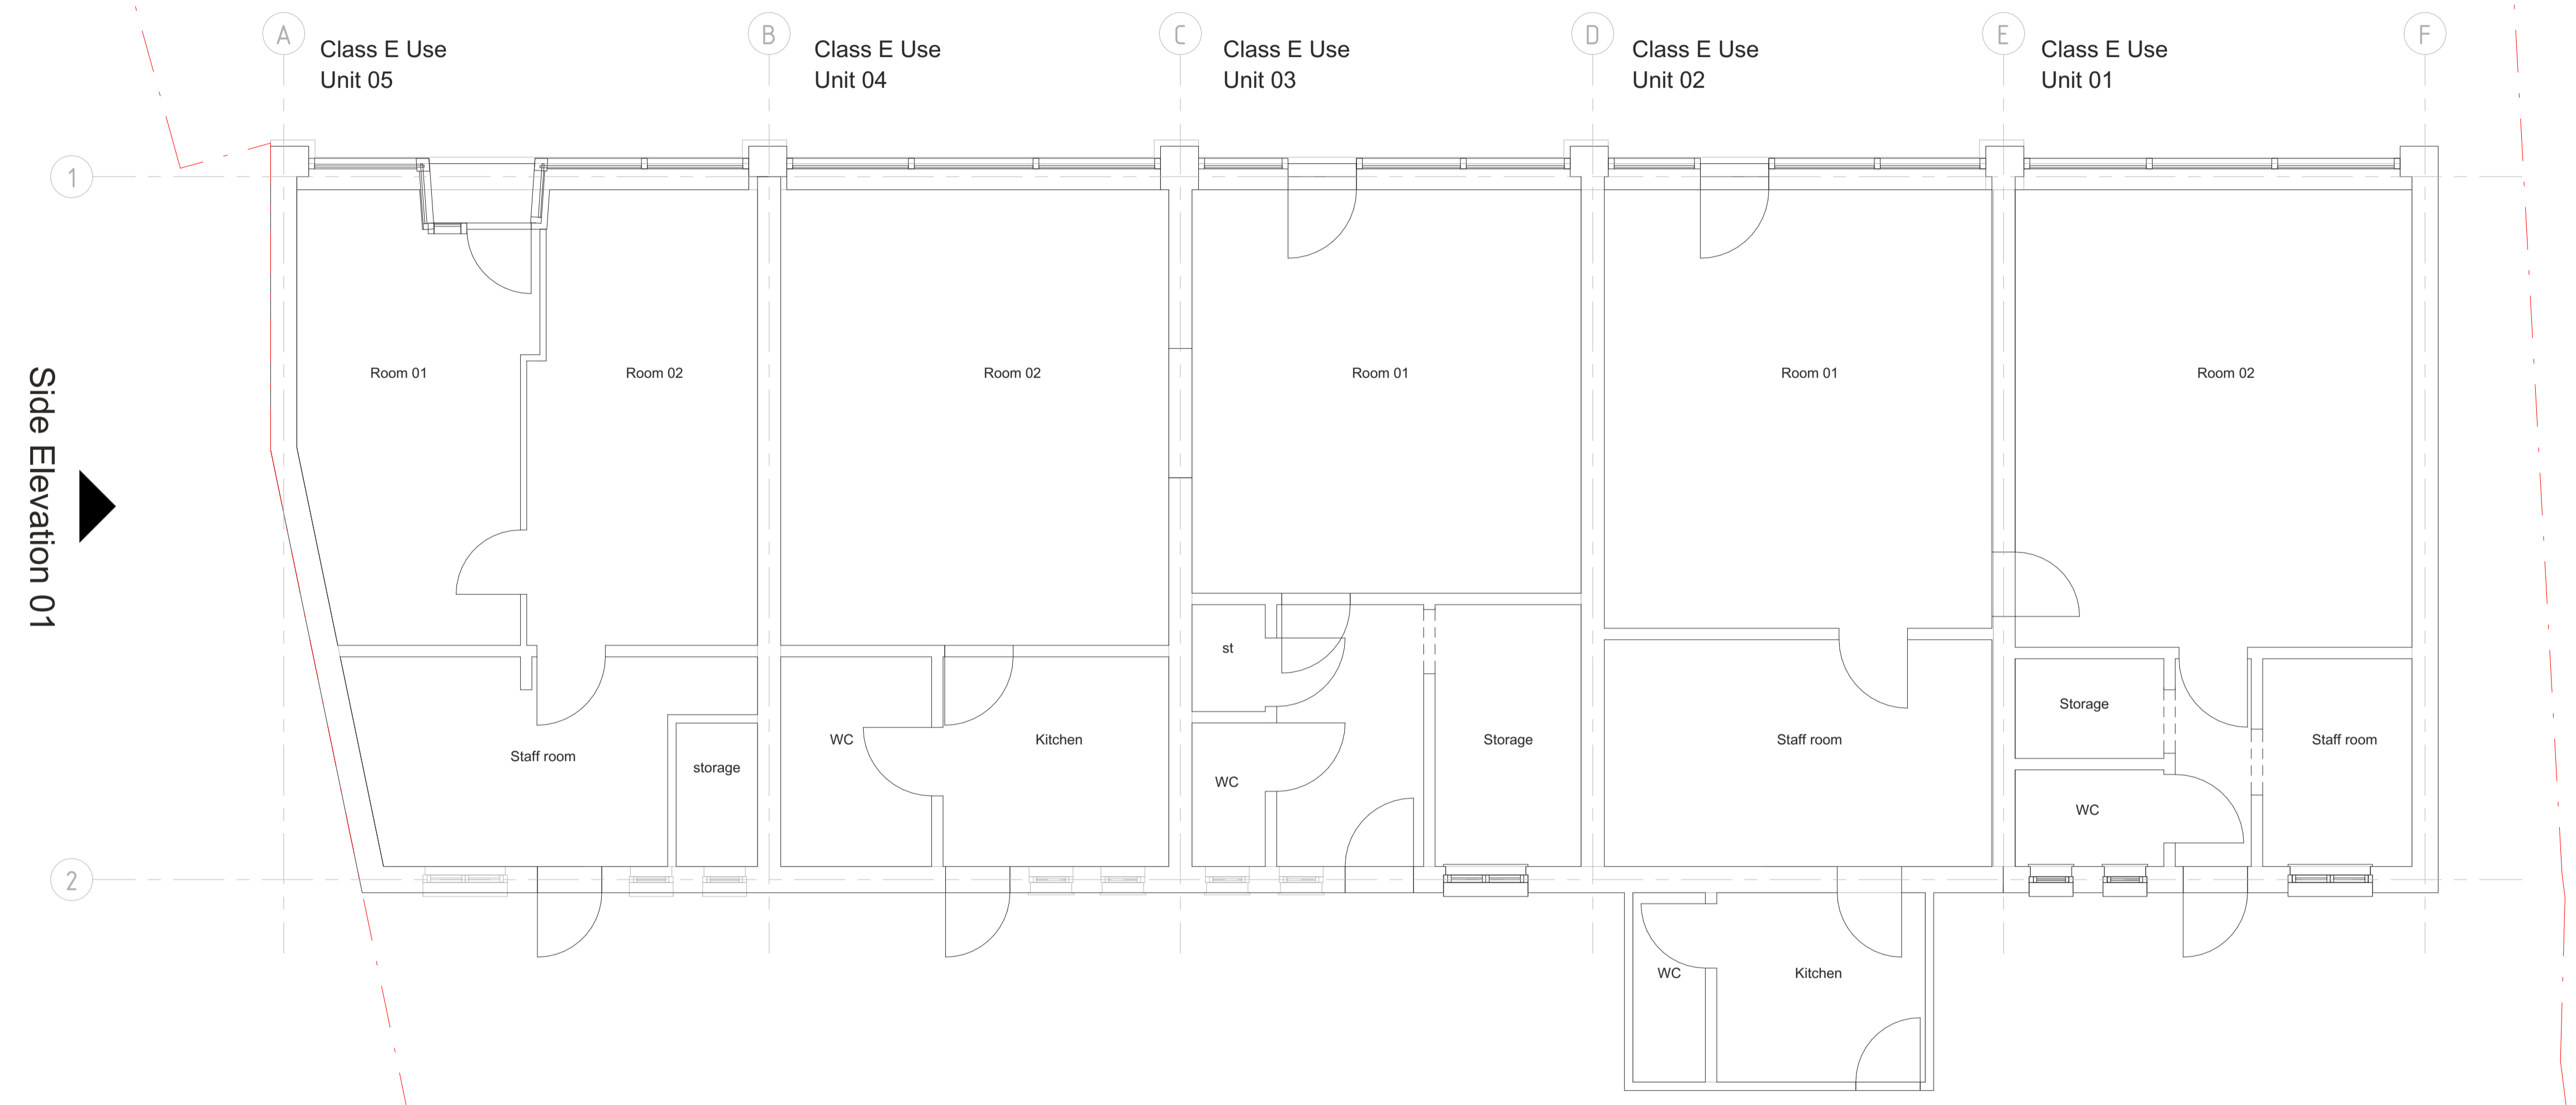 A
B
C
D
E
F
Class E Use
Unit 05
Class E Use
Unit 04
Class E Use
Unit 03
Class E Use
Unit 02
Class E Use
Unit 01
1
Room 01
Room 02
Room 02
Room 01
Room 01
Room 02
Side Elevation 01
st
Storage
WC
Kitchen
Storage
Staff room
Staff room
Staff room
storage
WC
WC
2
WC
Kitchen